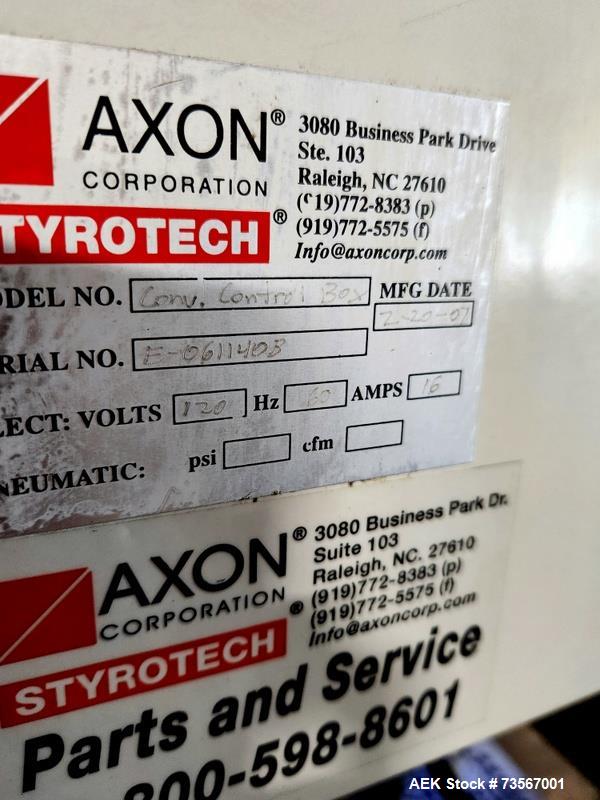 AXON®
CORPORATION
TYROTECH®
3080 Business Park Drive
Ste. 103
Raleigh, NC 27610
(919)772-8383 (p)
(919)772-5575 (f)
Info@axoncorp.com
ODEL NO. Conv. Control Box
MFG DATE
2-20-07
RIAL NO. E-0611403
LECT: VOLTS 120 Hz 60 AMPS 16
NEUMATIC: psi cfm
AXON®
CORPORATION
STYROTECH®
3080 Business Park Dr.
Suite 103
Raleigh, NC. 27610
(919)772-8383 (p)
(919)772-5575 (f)
Info@axoncorp.com
Parts and Service
800-598-8601
AEK Stock # 73567001